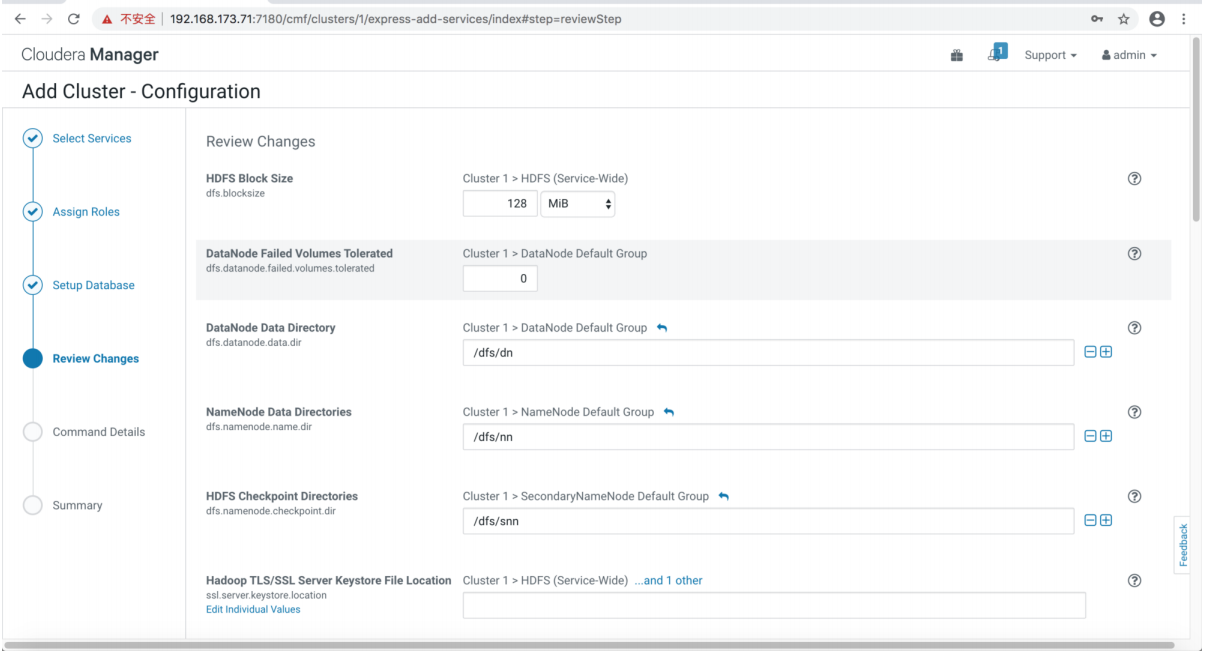 不安全 192.168.173.71:7180/cmf/clusters/1/express-add-services/index#step=reviewStep
Cloudera Manager
1
Support
admin
Add Cluster - Configuration
Select Services
Assign Roles
Setup Database
Review Changes
Command Details
Summary
Review Changes
HDFS Block Size
dfs.blocksize
Cluster 1 > HDFS (Service-Wide)
128 MiB
DataNode Failed Volumes Tolerated
dfs.datanode.failed.volumes.tolerated
Cluster 1 > DataNode Default Group
0
DataNode Data Directory
dfs.datanode.data.dir
Cluster 1 > DataNode Default Group
/dfs/dn
NameNode Data Directories
dfs.namenode.name.dir
Cluster 1 > NameNode Default Group
/dfs/nn
HDFS Checkpoint Directories
dfs.namenode.checkpoint.dir
Cluster 1 > SecondaryNameNode Default Group
/dfs/snn
Hadoop TLS/SSL Server Keystore File Location
ssl.server.keystore.location
Edit Individual Values
Cluster 1 > HDFS (Service-Wide) ...and 1 other
Feedback